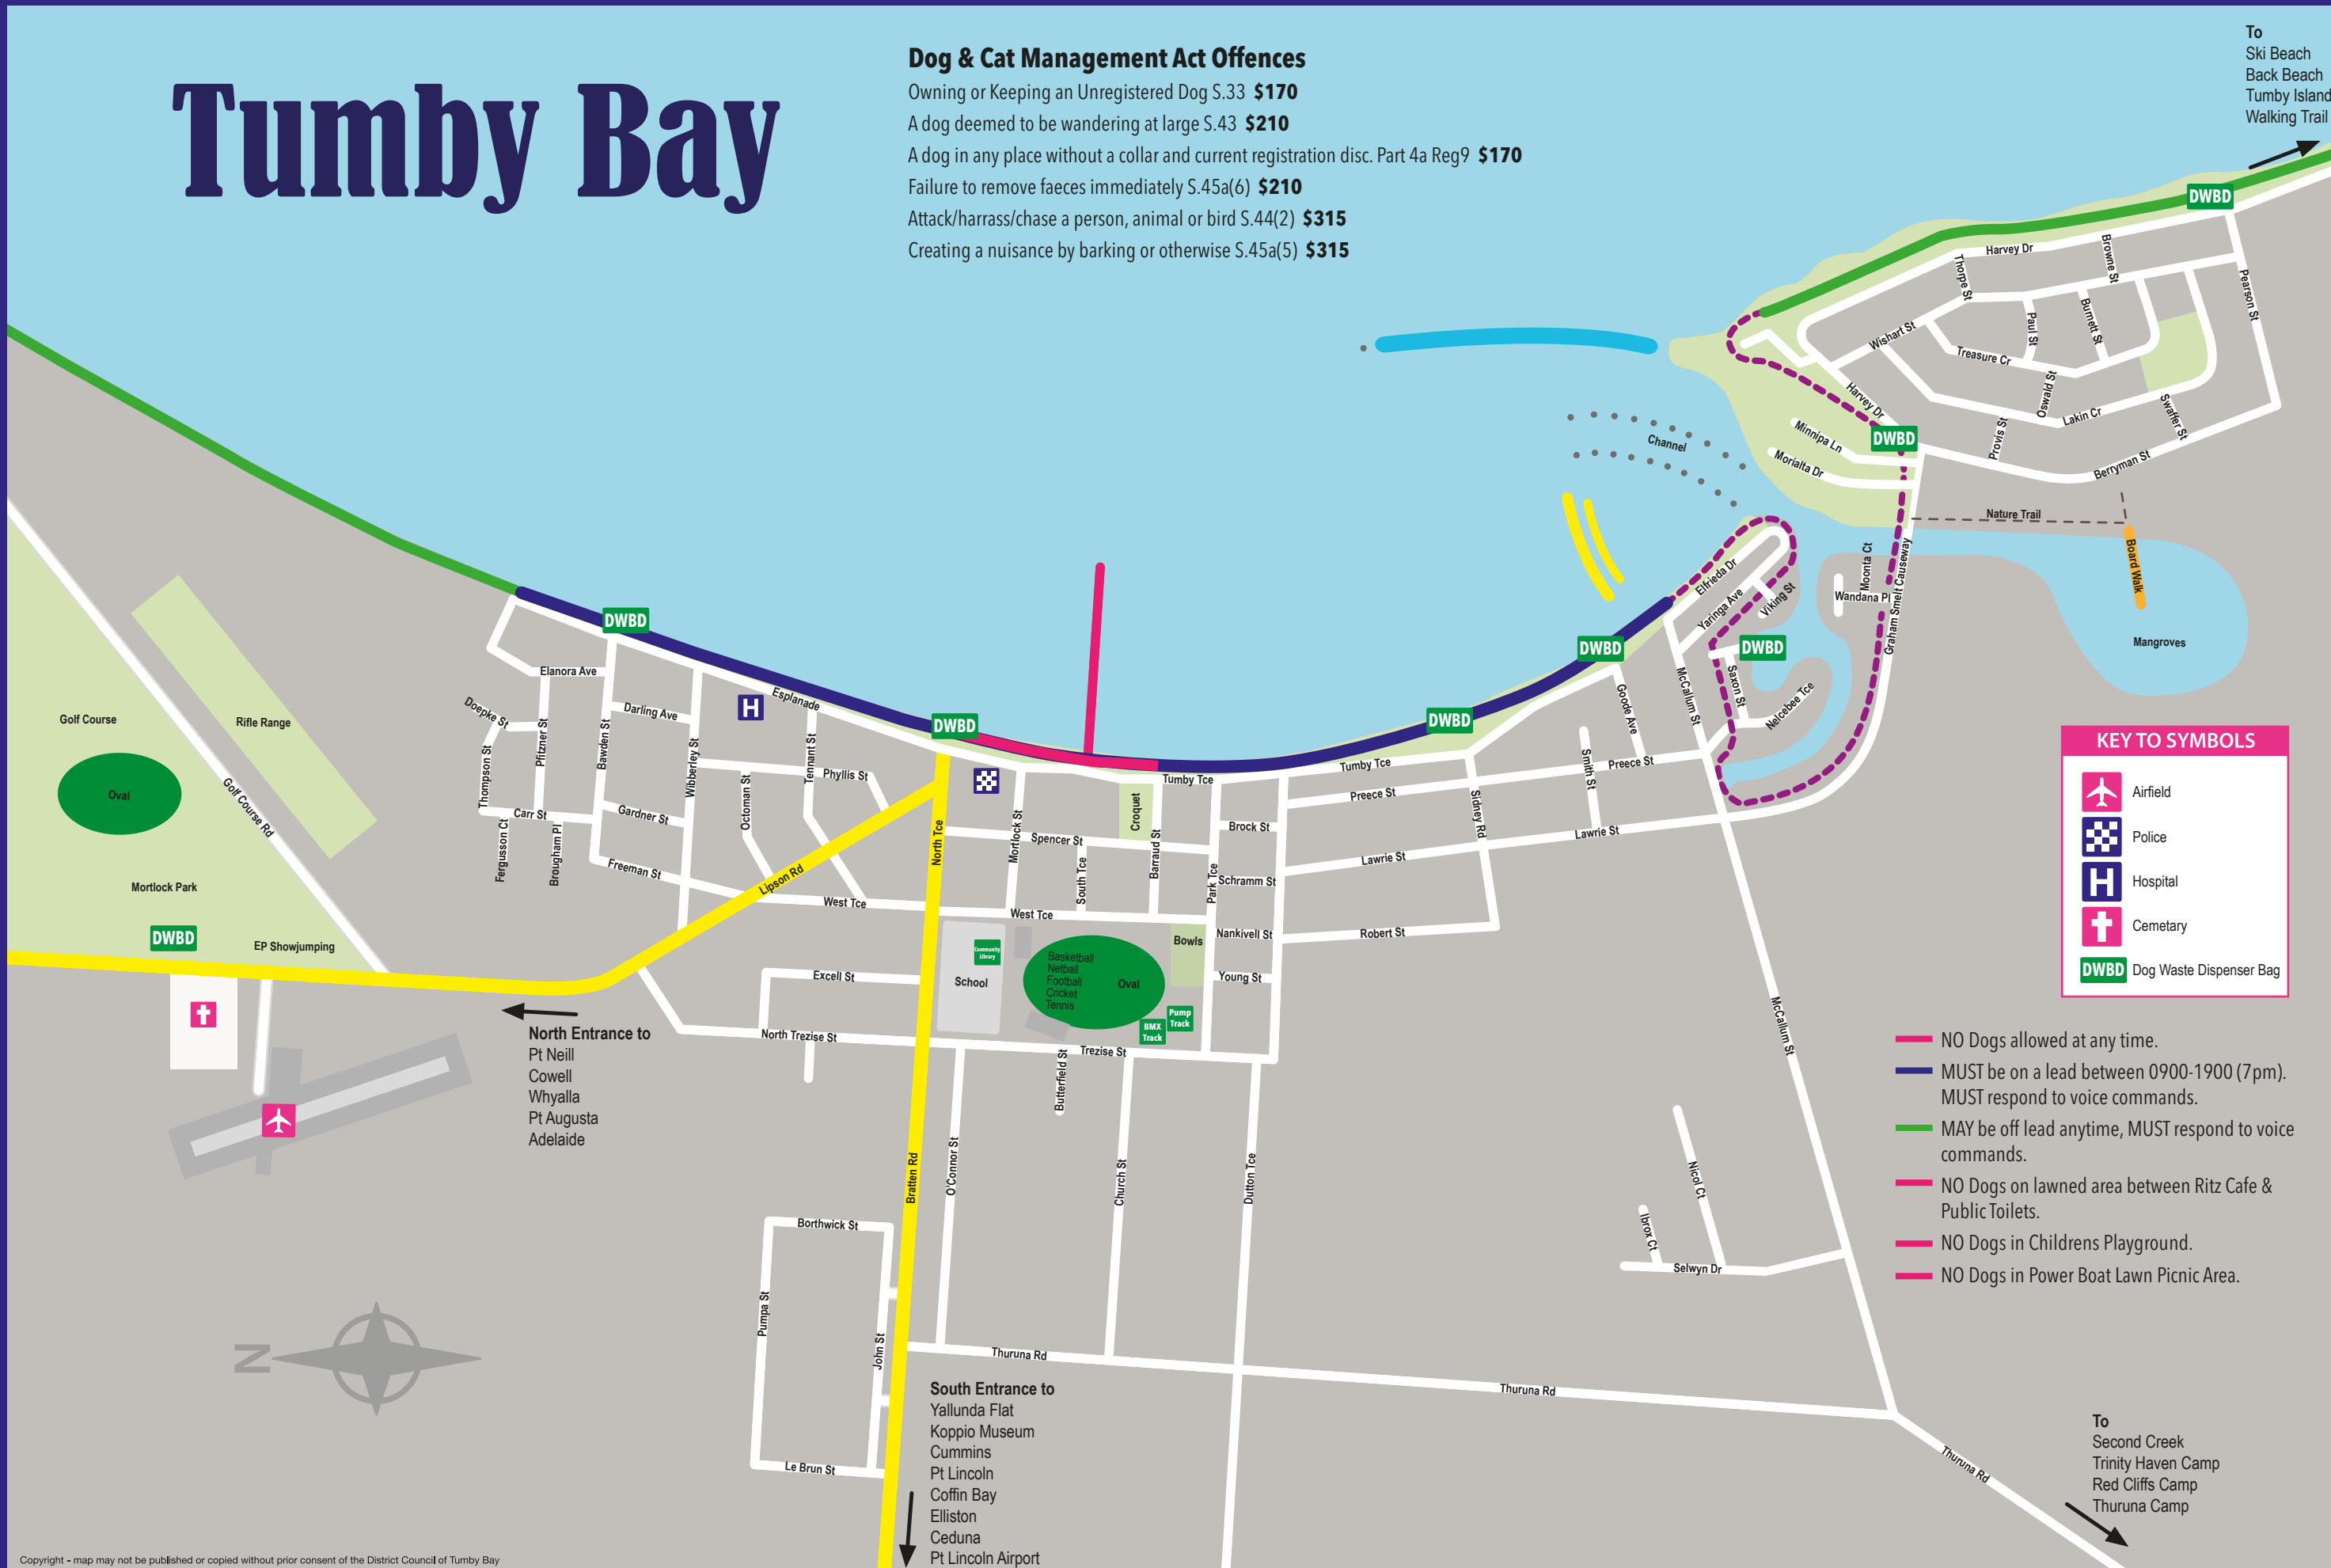 Tumby Bay
Dog & Cat Management Act Offences
Owning or Keeping an Unregistered Dog S.33 $170
A dog deemed to be wandering at large S.43 $210
A dog in any place without a collar and current registration disc. Part 4a Reg9 $170
Failure to remove faeces immediately S.45a(6) $210
Attack/harrass/chase a person, animal or bird S.44(2) $315
Creating a nuisance by barking or otherwise S.45a(5) $315
To
Ski Beach
Back Beach
Tumby Island
Walking Trail
DWBD
Harvey Dr
Browne St
Thorpe St
Pearson St
Burnett St
Paul St
Wishart St
Treasure Cr
Oswald St
Harvey Dr
Lakin Cr
Swaffer St
Provis St
Berryman St
DWBD
Minnipa Ln
Morialta Dr
Channel
Nature Trail
Board Walk
Mangroves
Moonta Ct
Wandana Pl
Graham Smelt Causeway
Elfrieda Dr
Yaringa Ave
Viking St
DWBD
Saxon St
Nelcebee Tce
McCallum St
DWBD
Goode Ave
Smith St
Preece St
DWBD
Tumby Tce
Preece St
Sidney Rd
Lawrie St
Lawrie St
Robert St
DWBD
Elanora Ave
Doepke St
Darling Ave
Pfitzner St
Bawden St
Thompson St
Wibberley St
Carr St
Gardner St
Fergusson Ct
Brougham Pl
Freeman St
H
Esplanade
Tennant St
Phyllis St
Octoman St
Lipson Rd
West Tce
DWBD
North Tce
Mortlock St
Spencer St
South Tce
Croquet
Barraud St
Tumby Tce
Brock St
Park Tce
Schramm St
West Tce
Nankivell St
Bowls
Young St
Community
Library
School
Basketball
Netball
Football
Cricket
Tennis
Oval
BMX
Track
Pump
Track
Excell St
North Trezise St
Trezise St
Butterfield St
O'Connor St
Church St
Dutton Tce
Bratten Rd
Golf Course
Rifle Range
Oval
Golf Course Rd
Mortlock Park
DWBD
EP Showjumping
North Entrance to
Pt Neill
Cowell
Whyalla
Pt Augusta
Adelaide
N
Borthwick St
Pumpa St
John St
Le Brun St
Thuruna Rd
Thuruna Rd
Thuruna Rd
McCallum St
Nicol Ct
Ibrox Ct
Selwyn Dr
South Entrance to
Yallunda Flat
Koppio Museum
Cummins
Pt Lincoln
Coffin Bay
Elliston
Ceduna
Pt Lincoln Airport
To
Second Creek
Trinity Haven Camp
Red Cliffs Camp
Thuruna Camp
KEY TO SYMBOLS
Airfield
Police
H Hospital
Cemetary
DWBD Dog Waste Dispenser Bag
NO Dogs allowed at any time.
MUST be on a lead between 0900-1900 (7pm).
MUST respond to voice commands.
MAY be off lead anytime, MUST respond to voice
commands.
NO Dogs on lawned area between Ritz Cafe &
Public Toilets.
NO Dogs in Childrens Playground.
NO Dogs in Power Boat Lawn Picnic Area.
Copyright - map may not be published or copied without prior consent of the District Council of Tumby Bay